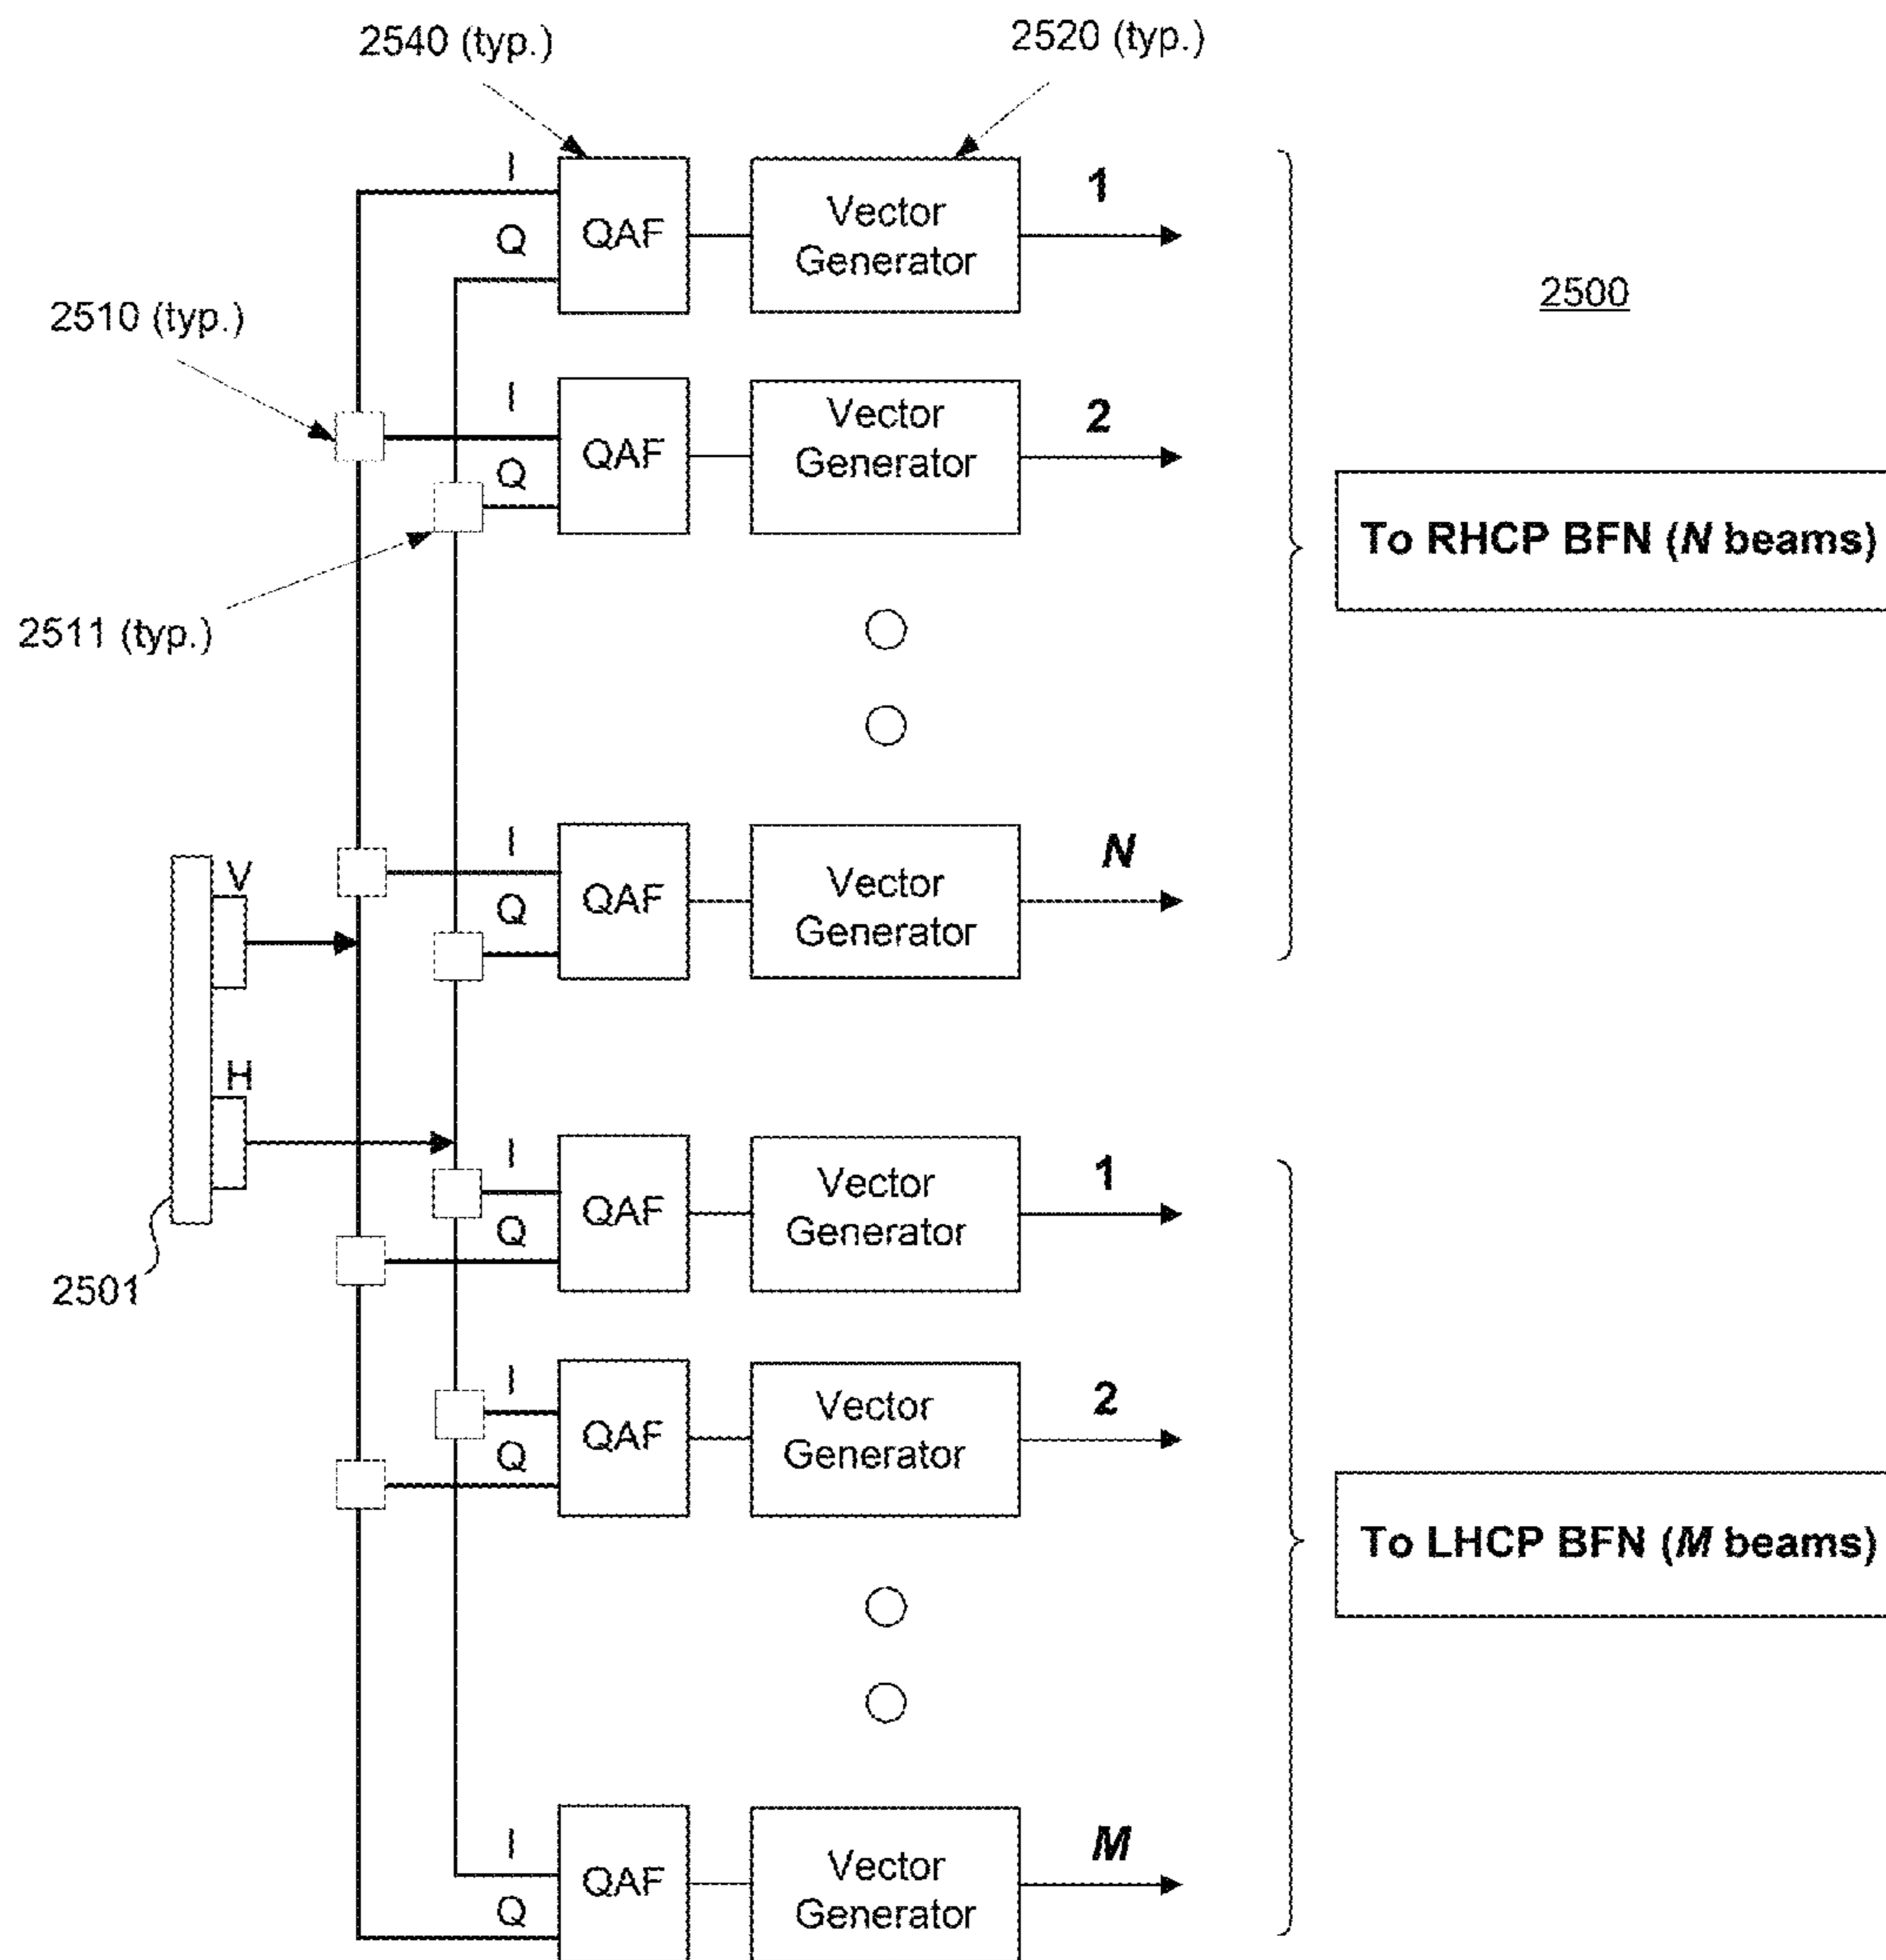 2540 (typ.)
2520 (typ.)
I
Q
QAF
Vector
Generator
1
2500
2510 (typ.)
I
Q
QAF
Vector
Generator
2
To RHCP BFN (N beams)
2511 (typ.)
I
Q
QAF
Vector
Generator
N
V
H
I
Q
QAF
Vector
Generator
1
2501
I
Q
QAF
Vector
Generator
2
To LHCP BFN (M beams)
I
Q
QAF
Vector
Generator
M